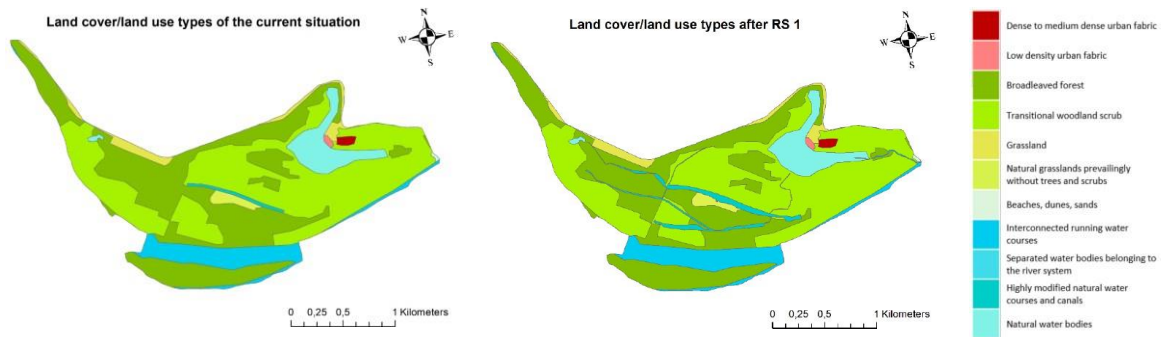 Land cover/land use types of the current situation
N
W
E
S
0 0,25 0,5 1 Kilometers
Land cover/land use types after RS 1
N
W
E
S
0 0,25 0,5 1 Kilometers
Dense to medium dense urban fabric
Low density urban fabric
Broadleaved forest
Transitional woodland scrub
Grassland
Natural grasslands prevailingly
without trees and scrubs
Beaches, dunes, sands
Interconnected running water
courses
Separated water bodies belonging to
the river system
Highly modified natural water
courses and canals
Natural water bodies